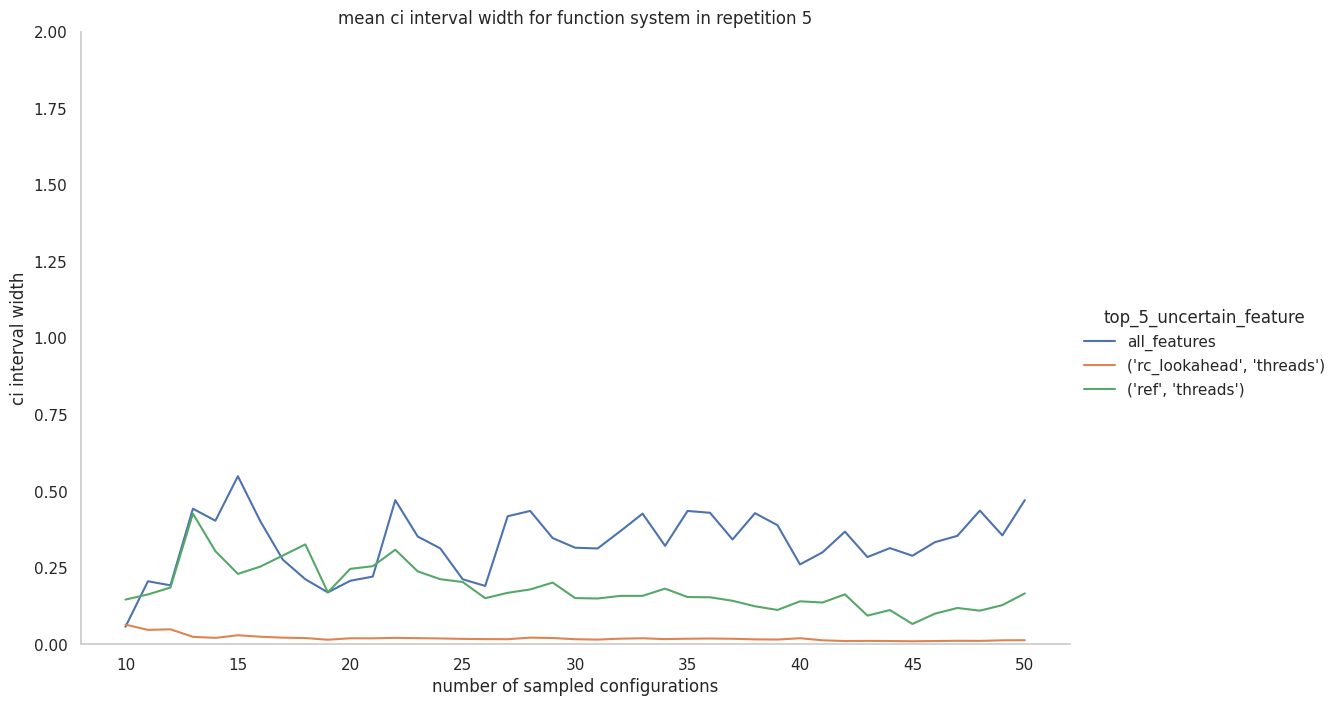 mean ci interval width for function system in repetition 5
2.00
1.75
1.50
1.25
1.00
0.75
0.50
0.25
0.00
ci interval width
10 15 20 25 30 35 40 45 50
number of sampled configurations
top_5_uncertain_feature
all_features
('rc_lookahead', 'threads')
('ref', 'threads')